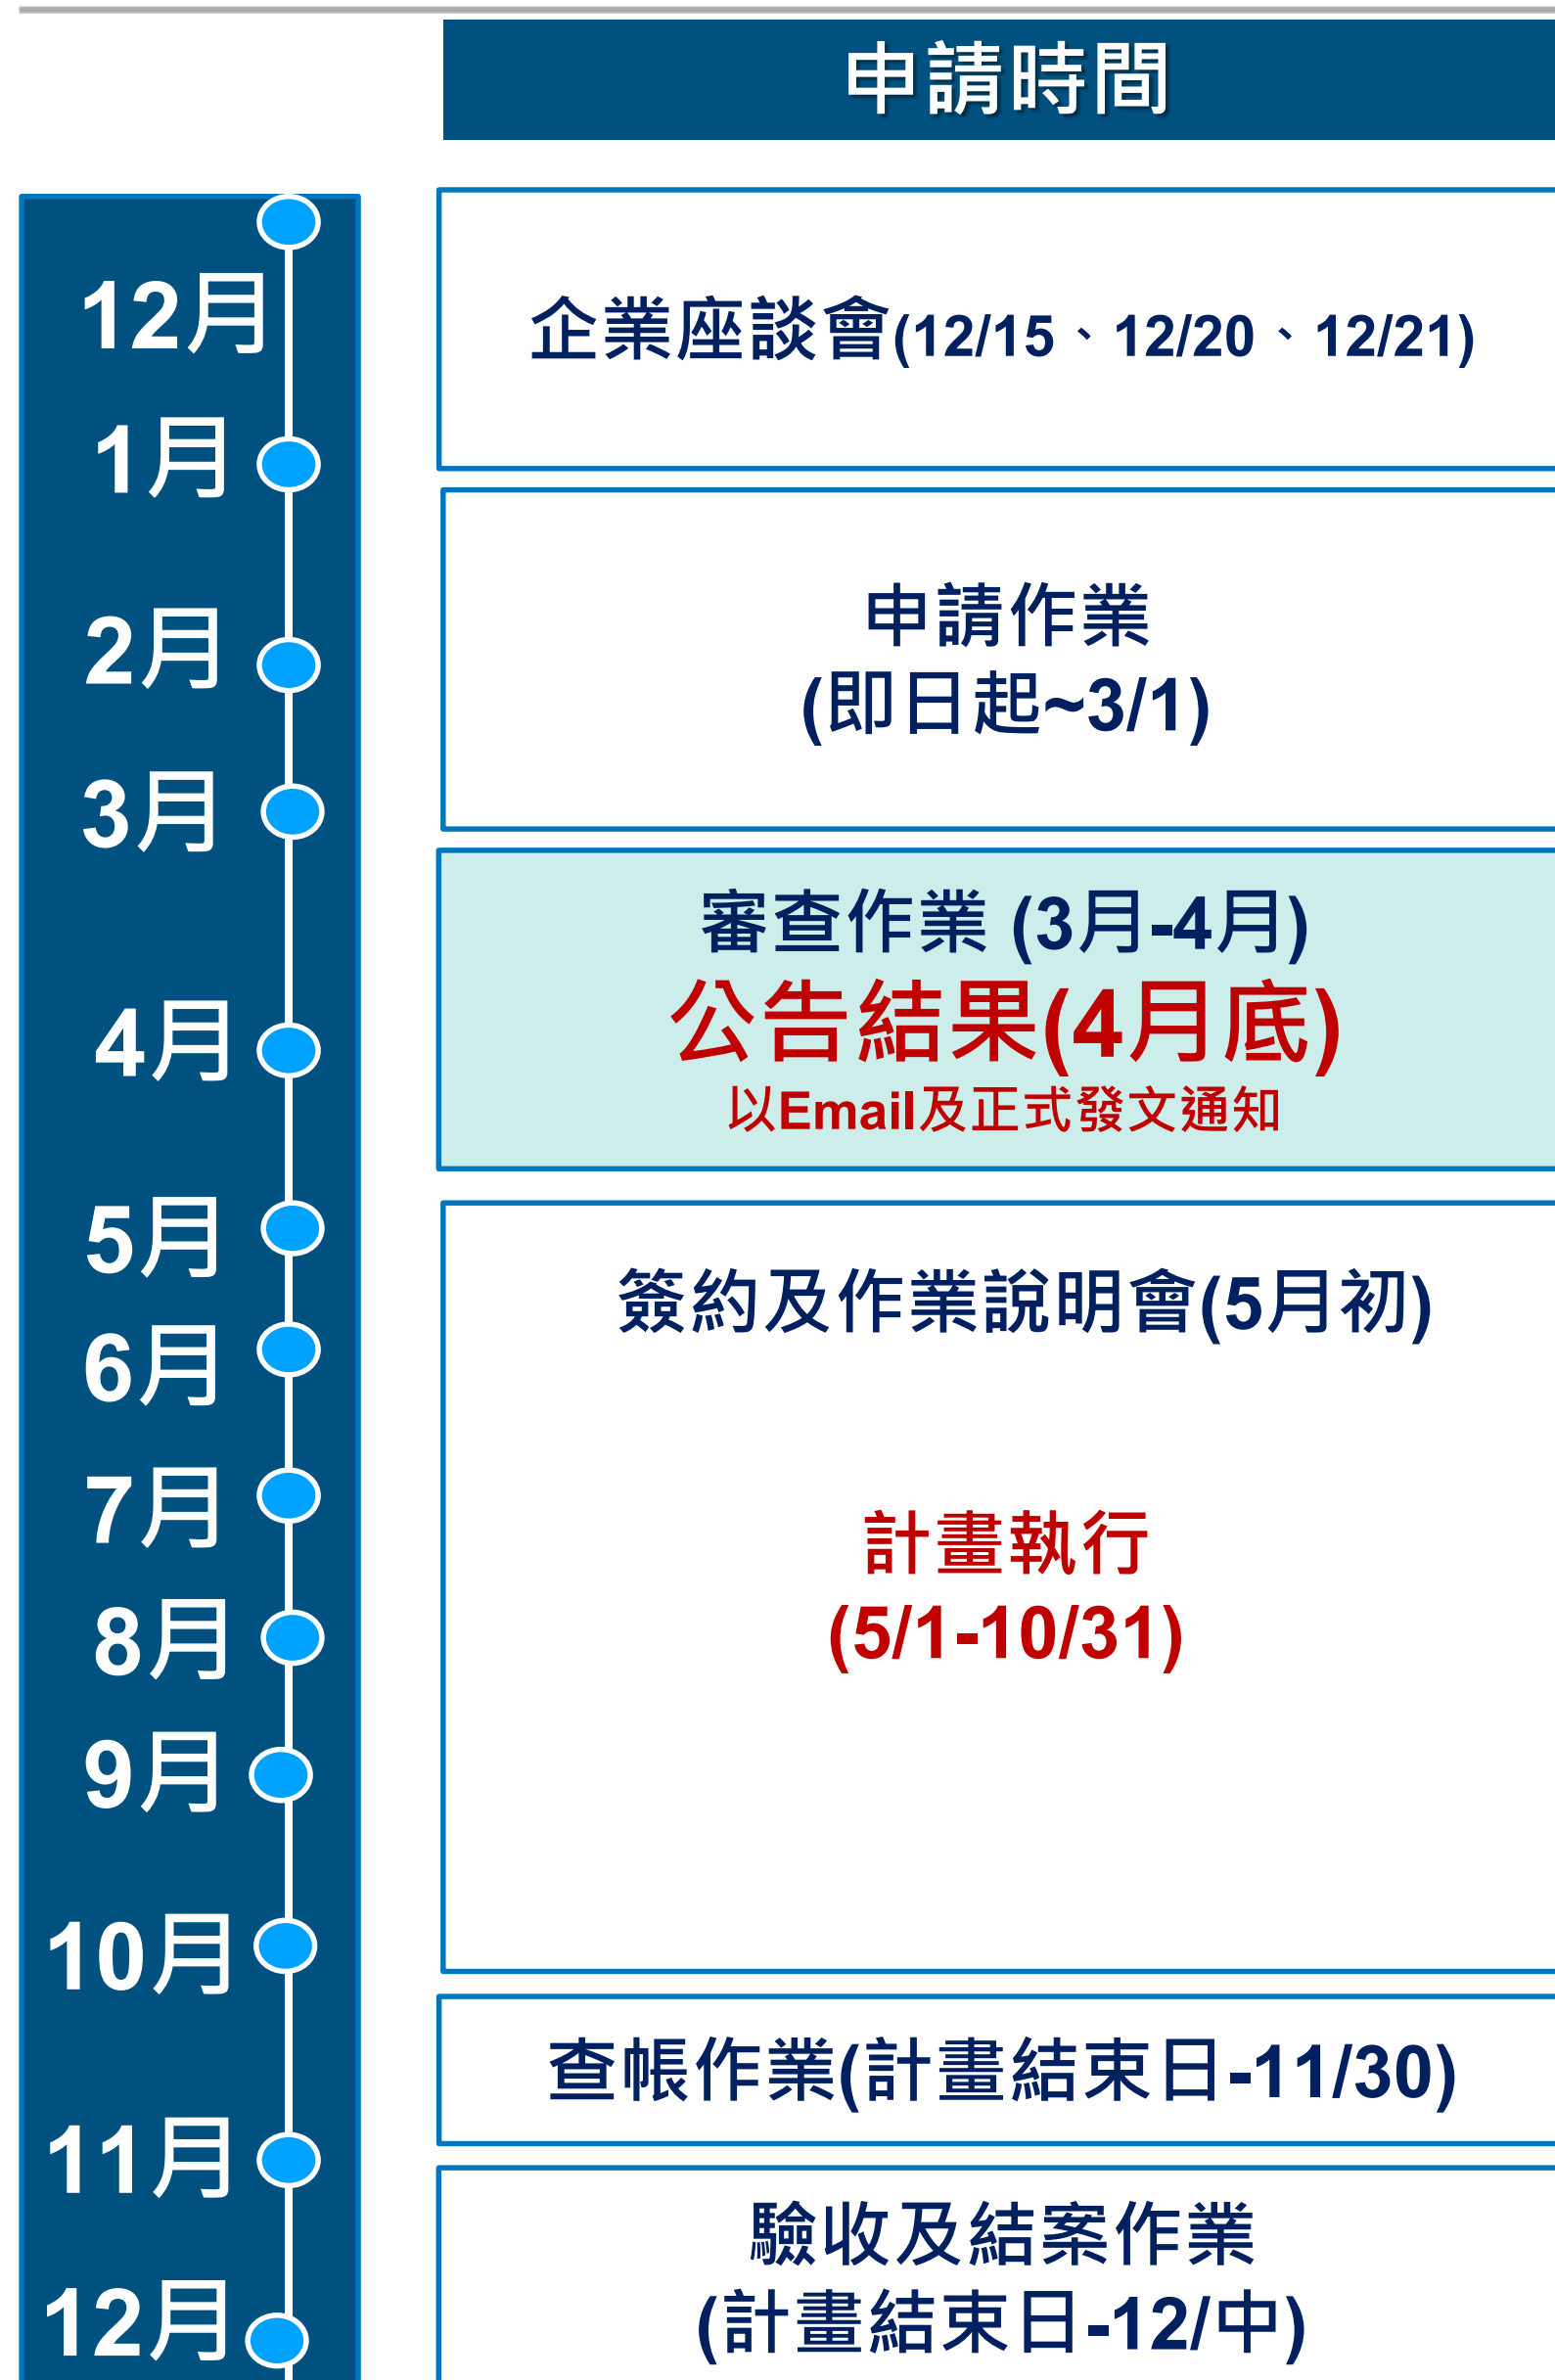 申請時間
12月
企業座談會(12/15、12/20、12/21)
1月
2月
申請作業
(即日起~3/1)
3月
審查作業 (3月-4月)
4月
公告結果(4月底)
以Email及正式發文通知
5月
簽約及作業說明會(5月初)
6月
7月
計畫執行
(5/1-10/31)
8月
9月
10月
查帳作業(計畫結束日-11/30)
11月
驗收及結案作業
(計畫結束日-12/中)
12月